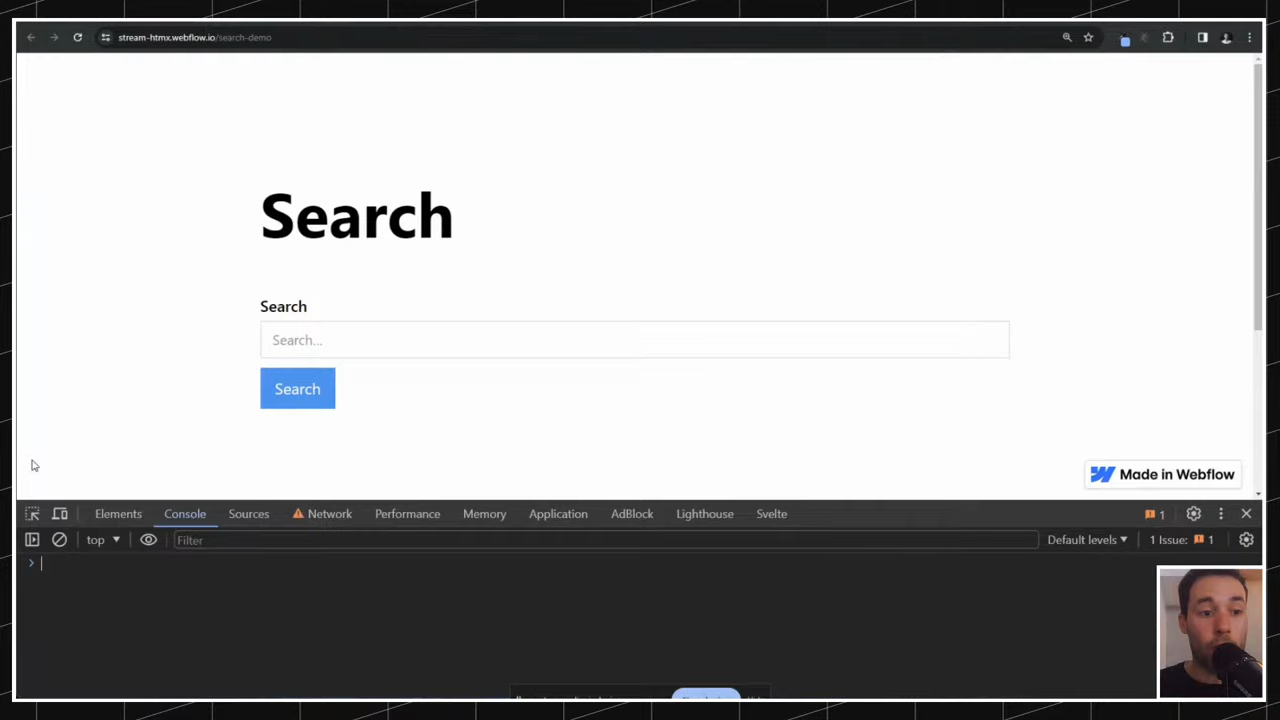 stream-htmx.webflow.io/search-demo
Search
Search
Search...
Search
Made in Webflow
Elements Console Sources Network Performance Memory Application AdBlock Lighthouse Svelte 1
top Filter Default levels 1 Issue: 1